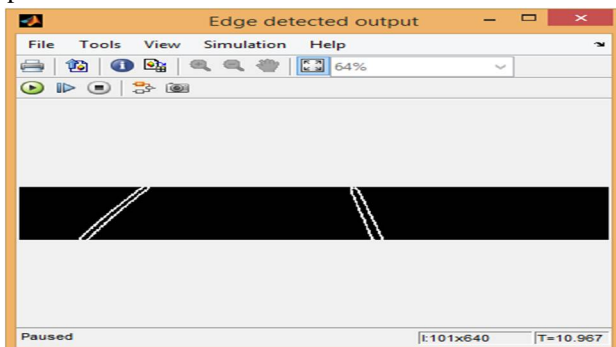 Edge detected output
File Tools View Simulation Help
64%
Paused I:101x640 T=10.967